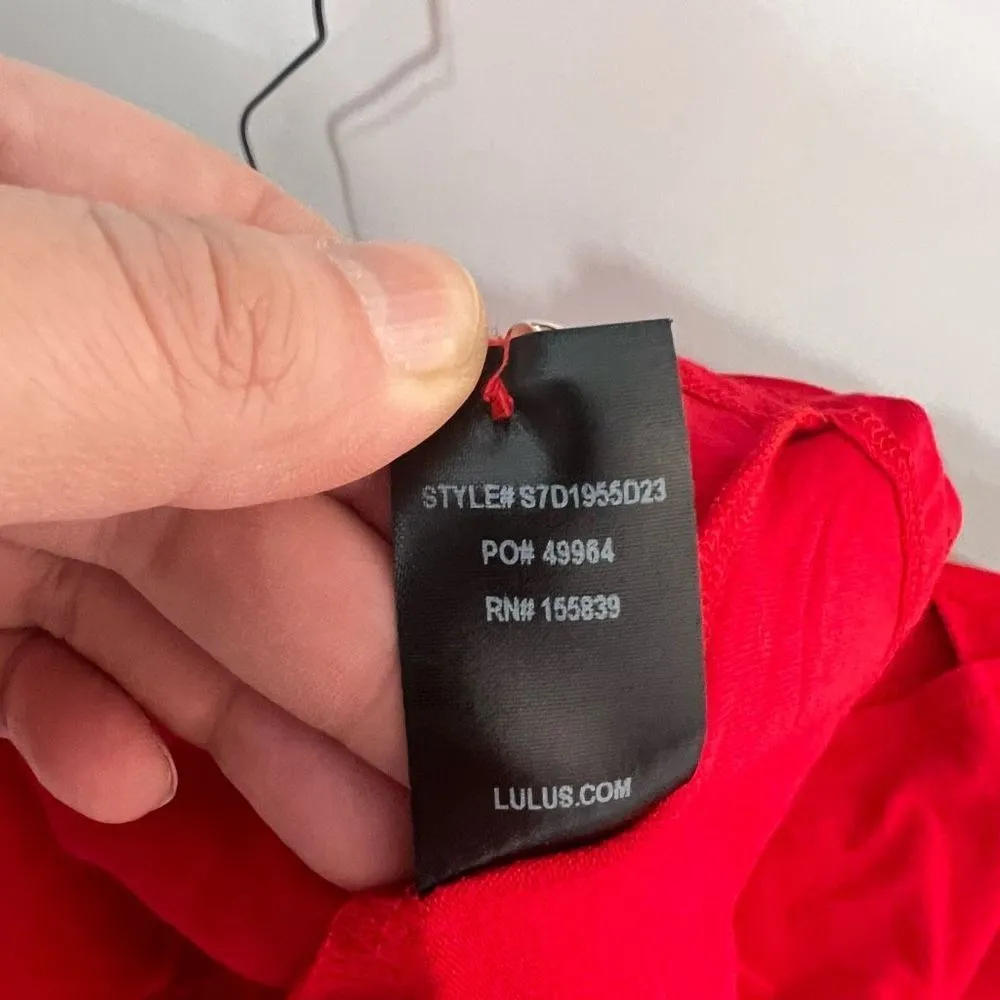 STYLE# S7D1955D23
PO# 49964
RN# 155839
LULUS.COM